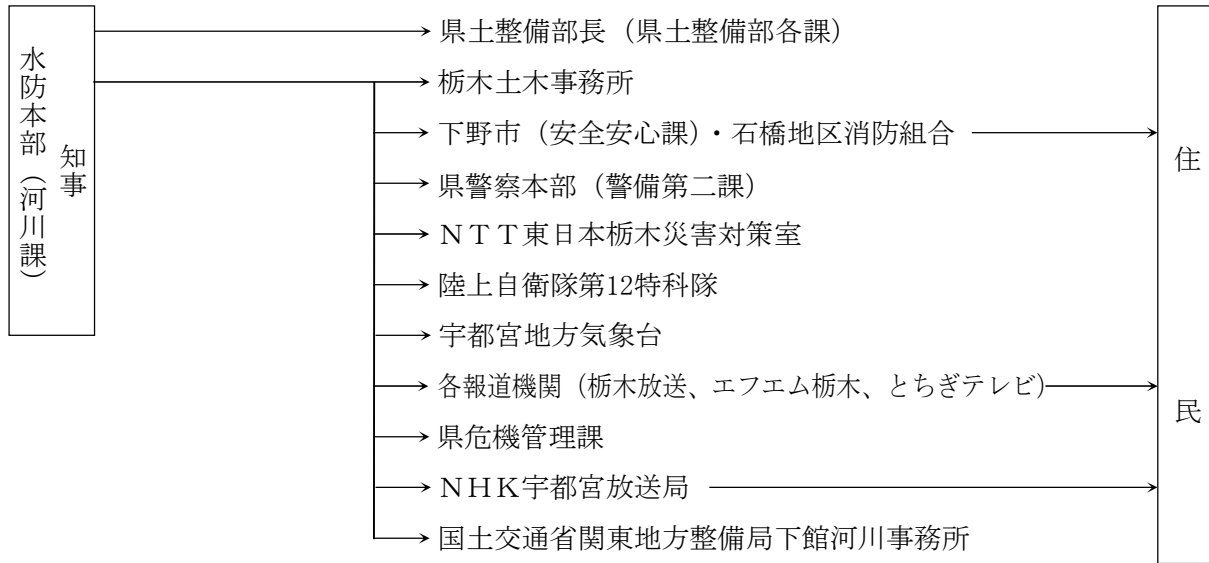 知事
水防本部（河川課）
県土整備部長（県土整備部各課）
栃木土木事務所
下野市（安全安心課）・石橋地区消防組合
県警察本部（警備第二課）
ＮＴＴ東日本栃木災害対策室
陸上自衛隊第12特科隊
宇都宮地方気象台
各報道機関（栃木放送、エフエム栃木、とちぎテレビ）
県危機管理課
ＮＨＫ宇都宮放送局
国土交通省関東地方整備局下館河川事務所
住民